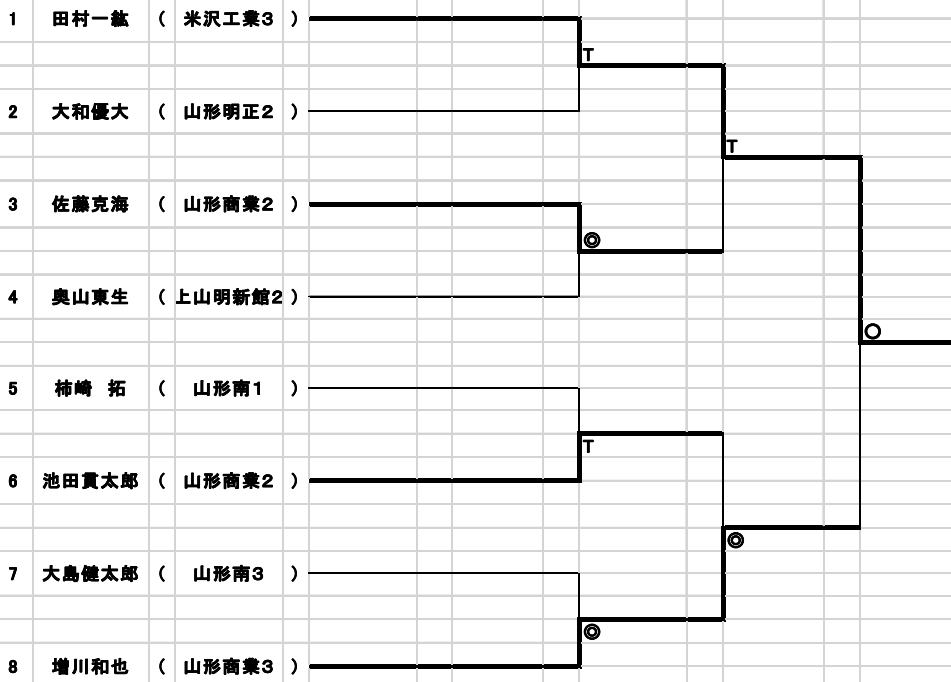 1 田村一紘 ( 米沢工業3 )
T
2 大和優大 ( 山形明正2 )
T
3 佐藤克海 ( 山形商業2 )
◎
4 奥山東生 ( 上山明新館2 )
○
5 柿崎 拓 ( 山形南1 )
T
6 池田貫太郎 ( 山形商業2 )
◎
7 大島健太郎 ( 山形南3 )
◎
8 増川和也 ( 山形商業3 )